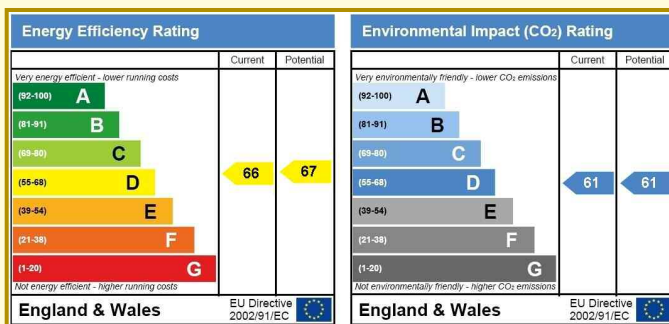 Energy Efficiency Rating
Current Potential
Very energy efficient - lower running costs
(92-100) A
(81-91) B
(69-80) C
(55-68) D 66 67
(39-54) E
(21-38) F
(1-20) G
Not energy efficient - higher running costs
England & Wales EU Directive
2002/91/EC
Environmental Impact (CO₂) Rating
Current Potential
Very environmentally friendly - lower CO₂ emissions
(92-100) A
(81-91) B
(69-80) C
(55-68) D 61 61
(39-54) E
(21-38) F
(1-20) G
Not environmentally friendly - higher CO₂ emissions
England & Wales EU Directive
2002/91/EC